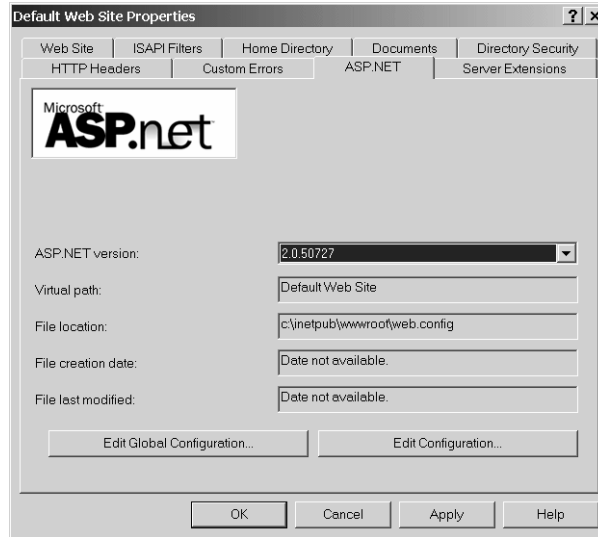 Default Web Site Properties ? ×
Web Site ISAPI Filters Home Directory Documents Directory Security
HTTP Headers Custom Errors ASP.NET Server Extensions
Microsoft
ASP.net
ASP.NET version: 2.0.50727
Virtual path: Default Web Site
File location: c:\inetpub\wwwroot\web.config
File creation date: Date not available.
File last modified: Date not available.
Edit Global Configuration... Edit Configuration...
OK Cancel Apply Help